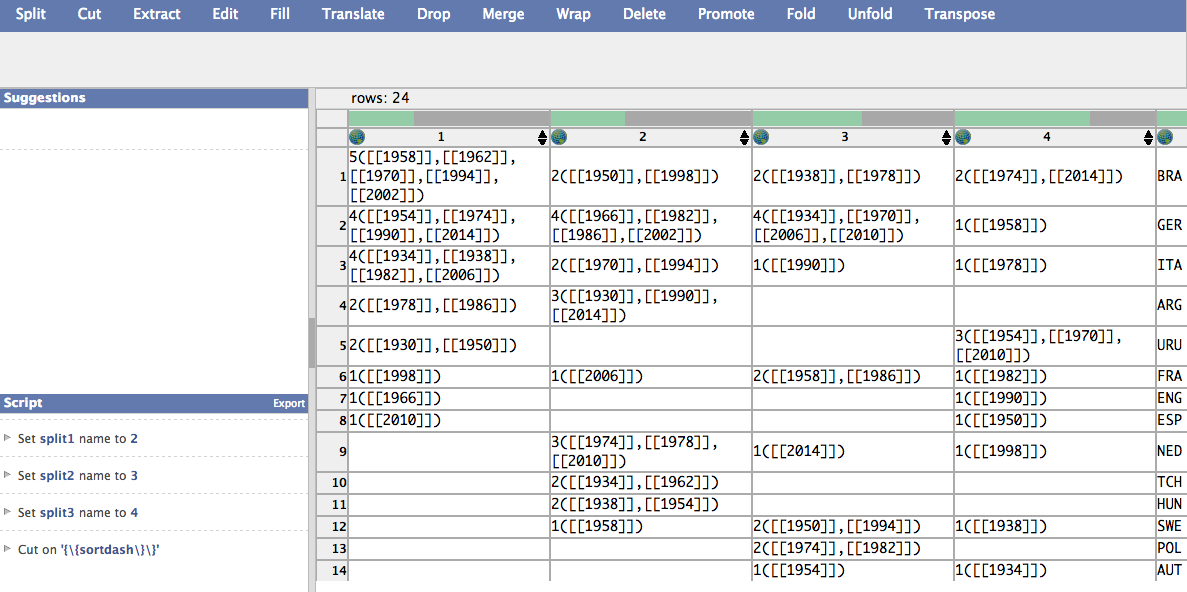 Split Cut Extract Edit Fill Translate Drop Merge Wrap Delete Promote Fold Unfold Transpose
Suggestions
rows: 24
1 2 3 4
5([[1958]],[[1962]],
[[1970]],[[1994]],
1 2([[1950]],[[1998]]) 2([[1938]],[[1978]]) 2([[1974]],[[2014]]) BRA
[[2002]])
4([[1954]],[[1974]], 4([[1966]],[[1982]], 4([[1934]],[[1970]],
2 1([[1958]]) GER
[[1990]],[[2014]]) [[1986]],[[2002]]) [[2006]],[[2010]])
4([[1934]],[[1938]],
3 2([[1970]],[[1994]]) 1([[1990]]) 1([[1978]]) ITA
[[1982]],[[2006]])
3([[1930]],[[1990]],
4 2([[1978]],[[1986]]) ARG
[[2014]])
3([[1954]],[[1970]],
5 2([[1930]],[[1950]]) URU
[[2010]])
6 1([[1998]]) 1([[2006]]) 2([[1958]],[[1986]]) 1([[1982]]) FRA
7 1([[1966]]) 1([[1990]]) ENG
8 1([[2010]]) 1([[1950]]) ESP
3([[1974]],[[1978]],
9 1([[2014]]) 1([[1998]]) NED
[[2010]])
10 2([[1934]],[[1962]]) TCH
11 2([[1938]],[[1954]]) HUN
12 1([[1958]]) 2([[1950]],[[1994]]) 1([[1938]]) SWE
13 2([[1974]],[[1982]]) POL
14 1([[1954]]) 1([[1934]]) AUT
Script Export
Set split1 name to 2
Set split2 name to 3
Set split3 name to 4
Cut on '{\{sortdash\}\}'